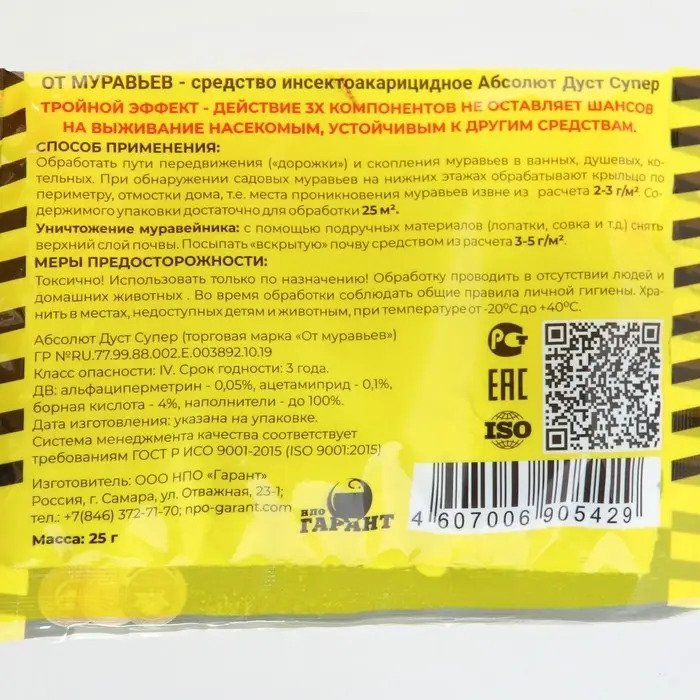 ОТ МУРАВЬЕВ - средство инсектоакарицидное Абсолют Дуст Супер
ТРОЙНОЙ ЭФФЕКТ - ДЕЙСТВИЕ 3Х КОМПОНЕНТОВ НЕ ОСТАВЛЯЕТ ШАНСОВ
НА ВЫЖИВАНИЕ НАСЕКОМЫМ, УСТОЙЧИВЫМ К ДРУГИМ СРЕДСТВАМ.
СПОСОБ ПРИМЕНЕНИЯ:
Обработать пути передвижения («дорожки») и скопления муравьев в ванных, душевых, ко-
тельных. При обнаружении садовых муравьев на нижних этажах обрабатывают крыльцо по
периметру, отмостки дома, т.е. места проникновения муравьев извне из расчета 2-3 г/м². Со-
держимого упаковки достаточно для обработки 25 м².
Уничтожение муравейника: с помощью подручных материалов (лопатки, совка и т.д.) снять
верхний слой почвы. Посыпать «вскрытую» почву средством из расчета 3-5 г/м².
МЕРЫ ПРЕДОСТОРОЖНОСТИ:
Токсично! Использовать только по назначению! Обработку проводить в отсутствии людей и
домашних животных . Во время обработки соблюдать общие правила личной гигиены. Хра-
нить в местах, недоступных детям и животным, при температуре от -20ºС до +40ºС.
Абсолют Дуст Супер (торговая марка «От муравьев»)
ГР №RU.77.99.88.002.Е.003892.10.19
Класс опасности: IV. Срок годности: 3 года.
ДВ: альфациперметрин - 0,05%, ацетамиприд - 0,1%,
борная кислота - 4%, наполнители - до 100%.
Дата изготовления: указана на упаковке.
Система менеджмента качества соответствует
требованиям ГОСТ Р ИСО 9001-2015 (ISO 9001:2015)
РСТ
ЕАС
ISO
Изготовитель: ООО НПО «Гарант»
Россия, г. Самара, ул. Отважная, 23-1;
тел.: +7(846) 372-71-70; npo-garant.com
Масса: 25 г
НПО
ГАРАНТ
4 607006 905429